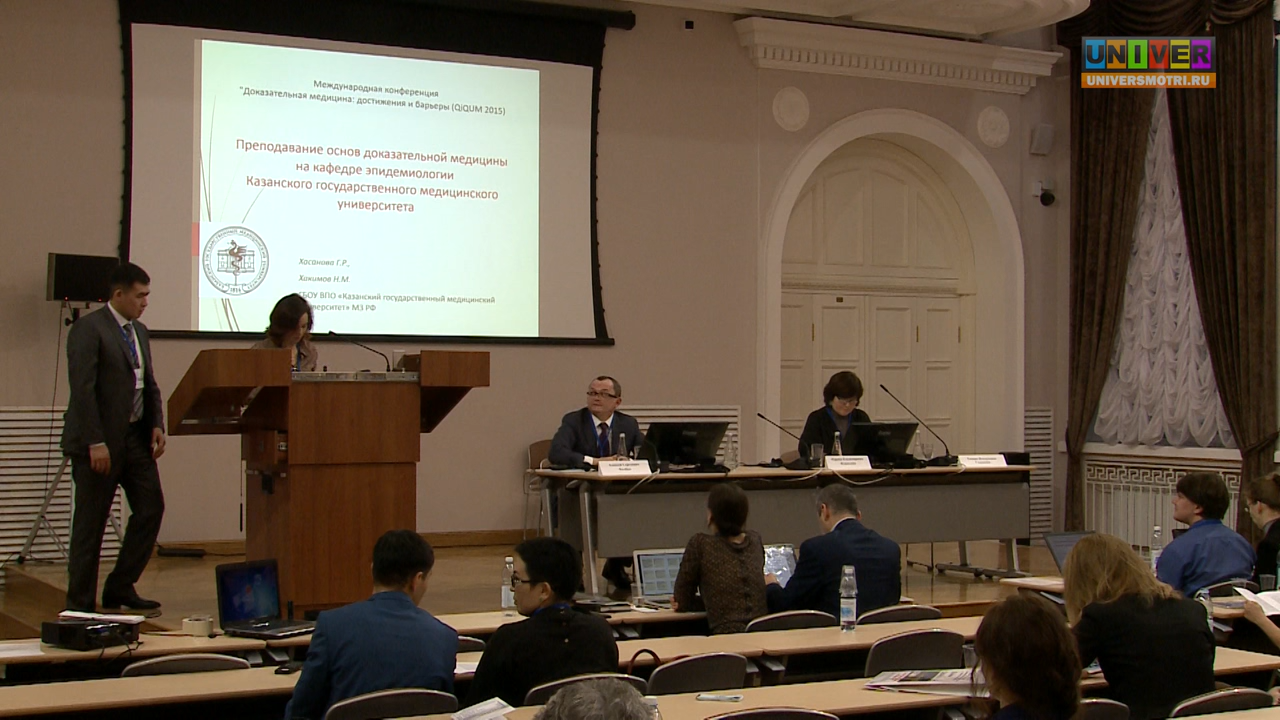 UNIVER
UNIVERSMOTRI.RU
Международная конференция
"Доказательная медицина: достижения и барьеры (QiQUM 2015)
Преподавание основ доказательной медицины
на кафедре эпидемиологии
Казанского государственного медицинского
университета
Хасанова Г.Р.,
Хакимов Н.М.
ГБОУ ВПО «Казанский государственный медицинский
университет» МЗ РФ
1814